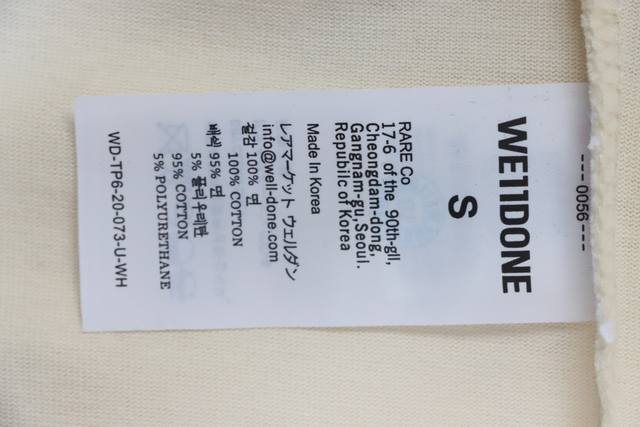 ---0056---
WE11DONE
S
RARE Co
17-6 of the 90th-gil,
Cheongdam-dong,
Gangnam-gu,Seoul.
Repubilc of Korea
Made In Korea
レアマーケット ウェルダン
info@well-done.com
겉감 100% 면
100% COTTON
배색 95% 면
5% 폴리우레탄
95% COTTON
5% POLYURETHANE
WD-TP6-20-073-U-WH